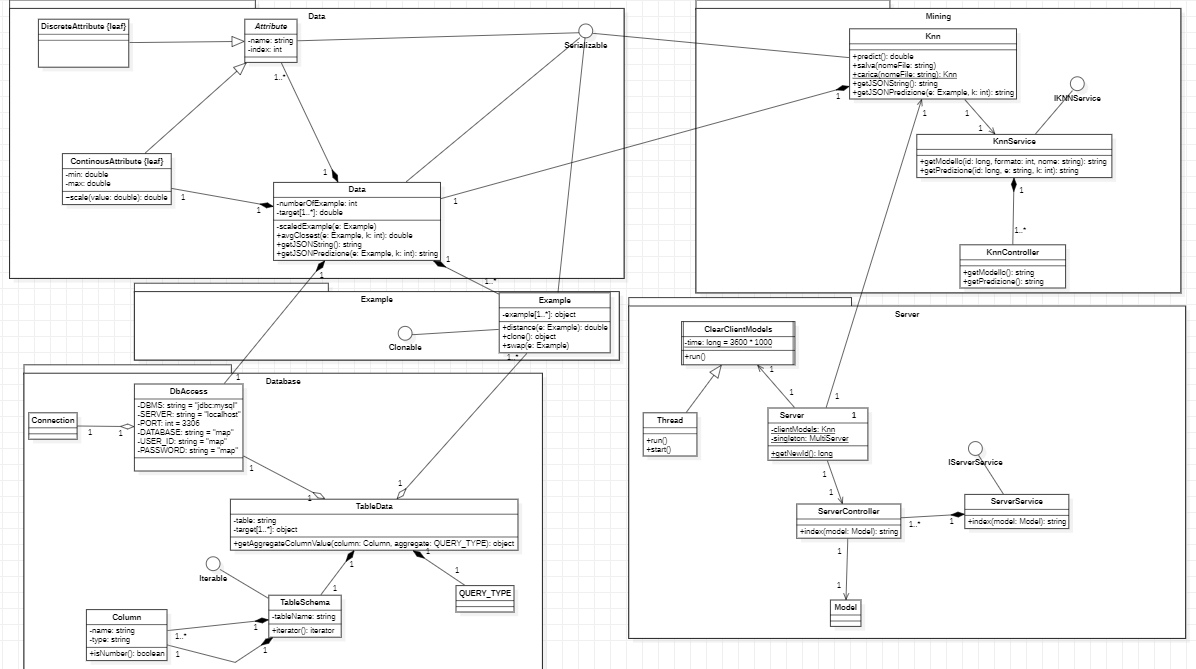 Data
DiscreteAttribute {leaf}
Attribute
-name: string
-index: int
Serializable
1..*
ContinousAttribute {leaf}
-min: double
-max: double
~scale(value: double): double
1
1
1
Data
-numberOfExample: int
-target[1..*]: double
-scaledExample(e: Example)
+avgClosest(e: Example, k: int): double
+getJSONString(): string
+getJSONPredizione(e: Example, k: int): string
1
1
1
1..*
Mining
Knn
+predict(): double
+salva(nomeFile: string)
+carica(nomeFile: string): Knn
+getJSONString(): string
+getJSONPredizione(e: Example, k: int): string
1
1
1
1
IKNNService
KnnService
+getModello(id: long, formato: int, nome: string): string
+getPredizione(id: long, e: string, k: int): string
1
1..*
KnnController
+getModello(): string
+getPredizione(): string
Example
Example
-example[1..*]: object
+distance(e: Example): double
+clone(): object
+swap(e: Example)
Clonable
1..*
Database
1
DbAccess
-DBMS: string = "jdbc:mysql"
-SERVER: string = "localhost"
-PORT: int = 3306
-DATABASE: string = "map"
-USER_ID: string = "map"
-PASSWORD: string = "map"
Connection
1
1
1
1
1
TableData
-table: string
-target[1..*]: object
+getAggregateColumnValue(column: Column, aggregate: QUERY_TYPE): object
1
1
1
1
QUERY_TYPE
Iterable
TableSchema
-tableName: string
+iterator(): iterator
Column
-name: string
-type: string
+isNumber(): boolean
1..*
1
1
1
Server
ClearClientModels
-time: long = 3600 * 1000
+run()
1
1
1
Thread
+run()
+start()
Server
1
-clientModels: Knn
-singleton: MultiServer
+getNewId(): long
1
1
IServerService
ServerController
+index(model: Model): string
1..*
1
ServerService
+index(model: Model): string
1
1
Model